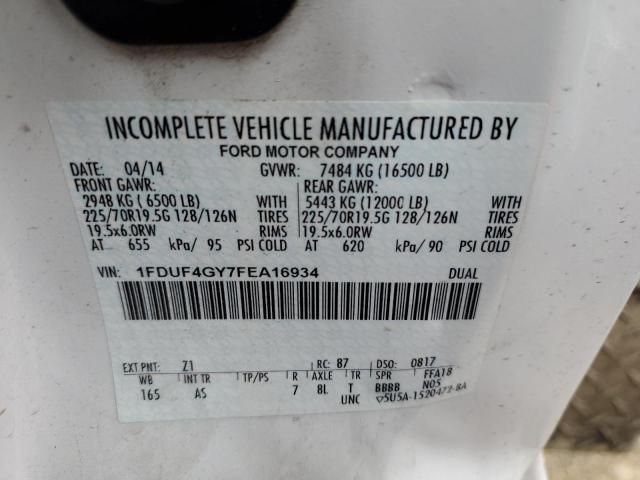 INCOMPLETE VEHICLE MANUFACTURED BY
FORD MOTOR COMPANY
DATE: 04/14 GVWR: 7484 KG (16500 LB)
FRONT GAWR: REAR GAWR:
2948 KG ( 6500 LB) WITH 5443 KG (12000 LB) WITH
225/70R19.5G 128/126N TIRES 225/70R19.5G 128/126N TIRES
19.5x6.0RW RIMS 19.5x6.0RW RIMS
AT 655 kPa/ 95 PSI COLD AT 620 kPa/ 90 PSI COLD
VIN: 1FDUF4GY7FEA16934 DUAL
EXT PNT: Z1 RC: 87 DSO: 0817
WB INT TR TP/PS R AXLE TR SPR FFA18
165 AS 7 8L T BBBB N05
UNC ▽5U5A-1520472-BA